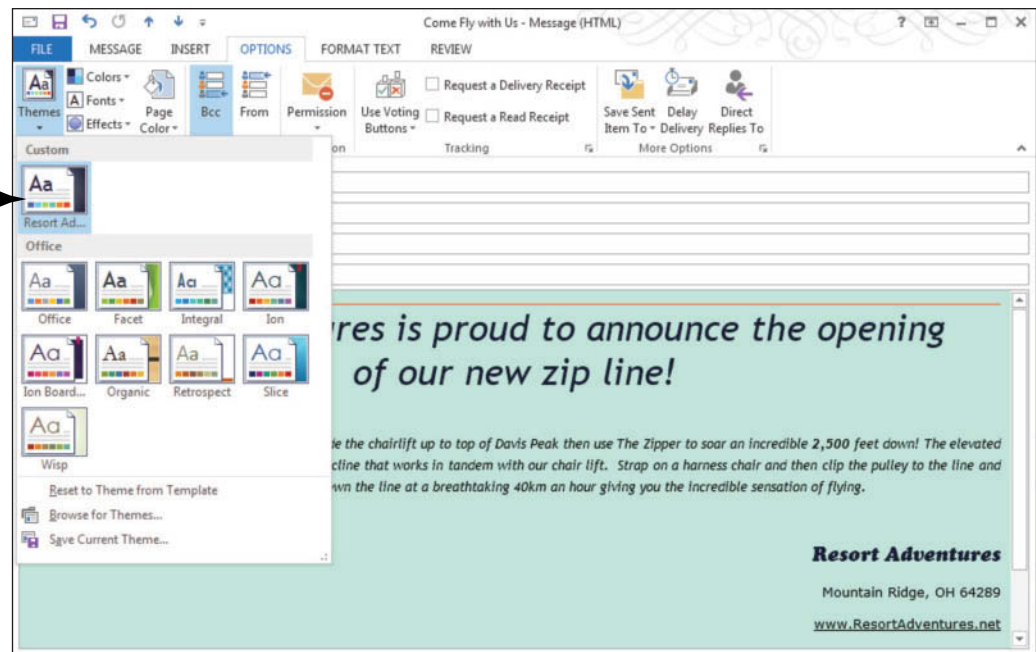 Come Fly with Us - Message (HTML)
FILE MESSAGE INSERT OPTIONS FORMAT TEXT REVIEW
Themes
Colors
Fonts
Effects
Page Color
Bcc
From
Permission
Use Voting Buttons
Request a Delivery Receipt
Request a Read Receipt
Save Sent Item To
Delay Delivery
Direct Replies To
on
Tracking
More Options
Custom
Aa
Resort Ad...
Office
Aa Aa Aa Aa
Office Facet Integral Ion
Aa Aa Aa Aa
Ion Board... Organic Retrospect Slice
Aa
Wisp
Reset to Theme from Template
Browse for Themes...
Save Current Theme...
res is proud to announce the opening
of our new zip line!
de the chairlift up to top of Davis Peak then use The Zipper to soar an incredible 2,500 feet down! The elevated
cline that works in tandem with our chair lift. Strap on a harness chair and then clip the pulley to the line and
wn the line at a breathtaking 40km an hour giving you the incredible sensation of flying.
Resort Adventures
Mountain Ridge, OH 64289
www.ResortAdventures.net